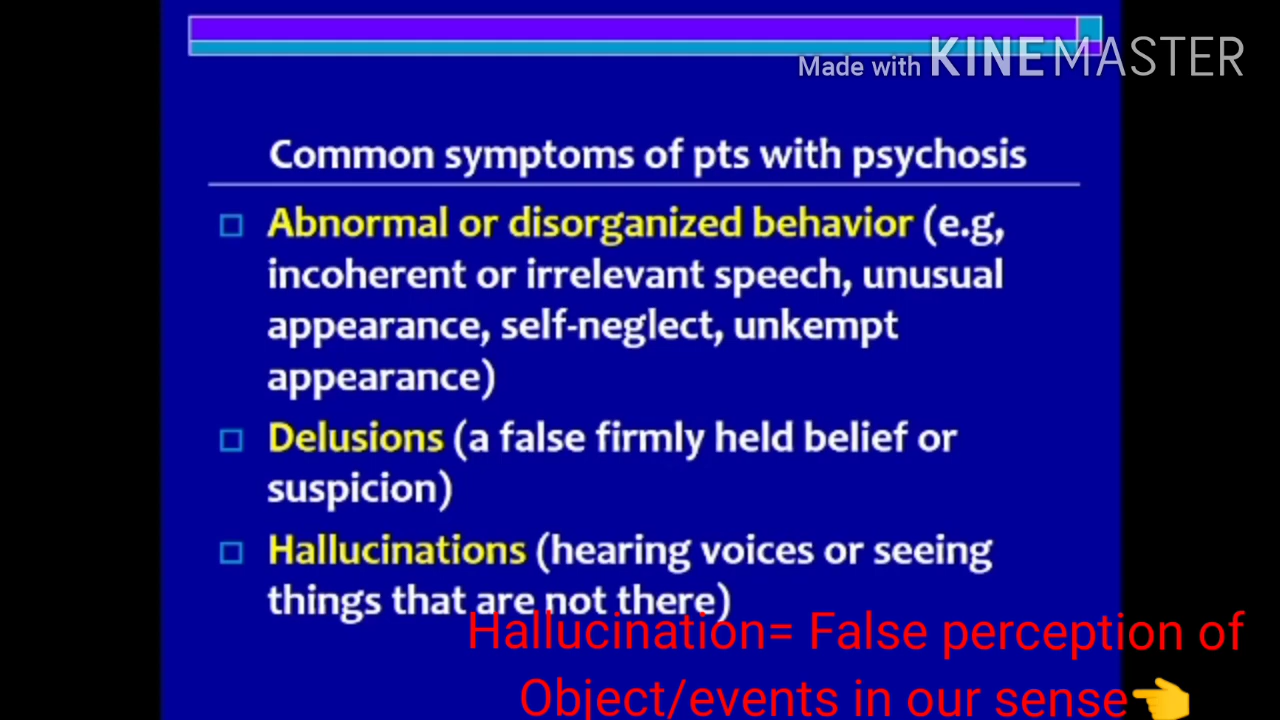 Made with KINEMASTER
Common symptoms of pts with psychosis
Abnormal or disorganized behavior (e.g,
incoherent or irrelevant speech, unusual
appearance, self-neglect, unkempt
appearance)
Delusions (a false firmly held belief or
suspicion)
Hallucinations (hearing voices or seeing
things that are not there)
Hallucination= False perception of
Object/events in our sense👈